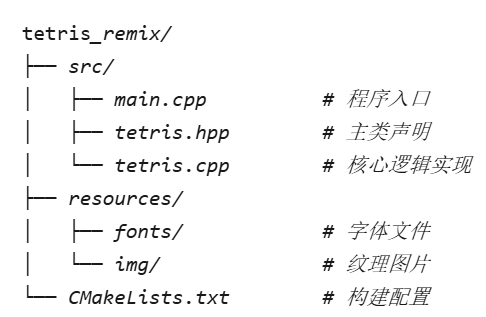 tetris_remix/
├── src/
│   ├── main.cpp          # 程序入口
│   ├── tetris.hpp        # 主类声明
│   └── tetris.cpp        # 核心逻辑实现
├── resources/
│   ├── fonts/            # 字体文件
│   └── img/              # 纹理图片
└── CMakeLists.txt        # 构建配置